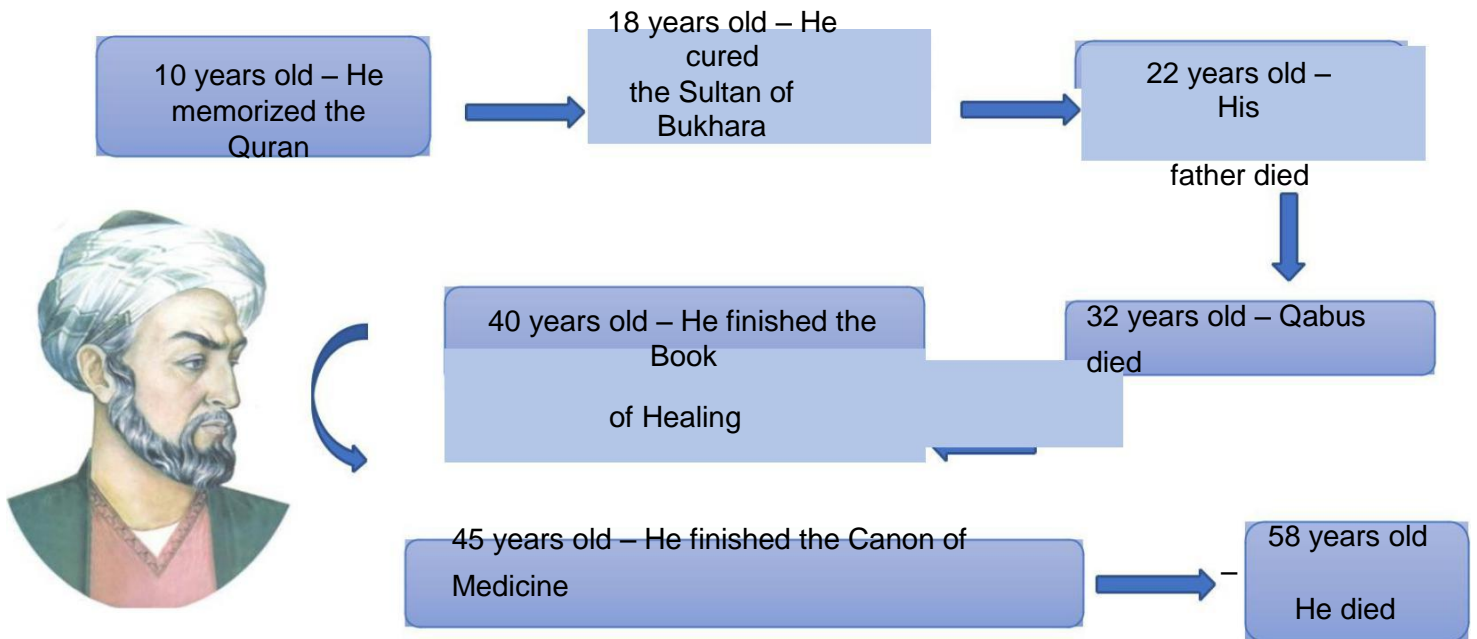 10 years old – He
memorized the
Quran
18 years old – He
cured
the Sultan of
Bukhara
22 years old –
His
father died
32 years old – Qabus
died
40 years old – He finished the
Book
of Healing
45 years old – He finished the Canon of
Medicine
58 years old
–
He died